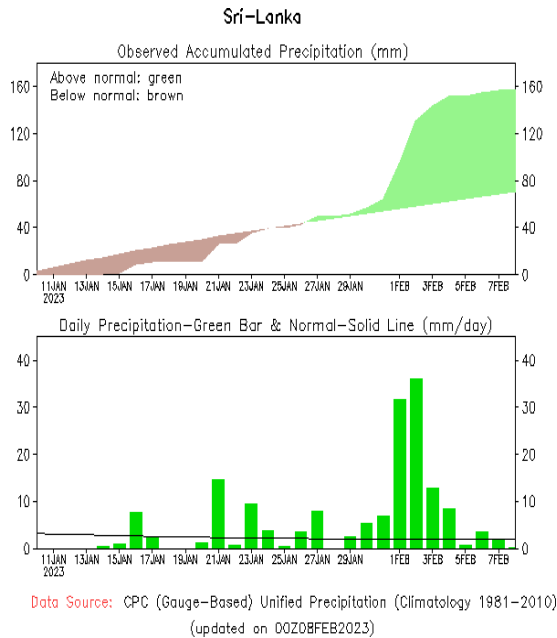 Sri-Lanka
Observed Accumulated Precipitation (mm)
Above normal: green
Below normal: brown
160 160
120 120
80 80
40 40
0 0
11JAN 13JAN 15JAN 17JAN 19JAN 21JAN 23JAN 25JAN 27JAN 29JAN 1FEB 3FEB 5FEB 7FEB
2023
Daily Precipitation-Green Bar & Normal-Solid Line (mm/day)
40 40
30 30
20 20
10 10
0 0
11JAN 13JAN 15JAN 17JAN 19JAN 21JAN 23JAN 25JAN 27JAN 29JAN 1FEB 3FEB 5FEB 7FEB
2023
Data Source: CPC (Gauge-Based) Unified Precipitation (Climatology 1981-2010)
(updated on 00Z08FEB2023)